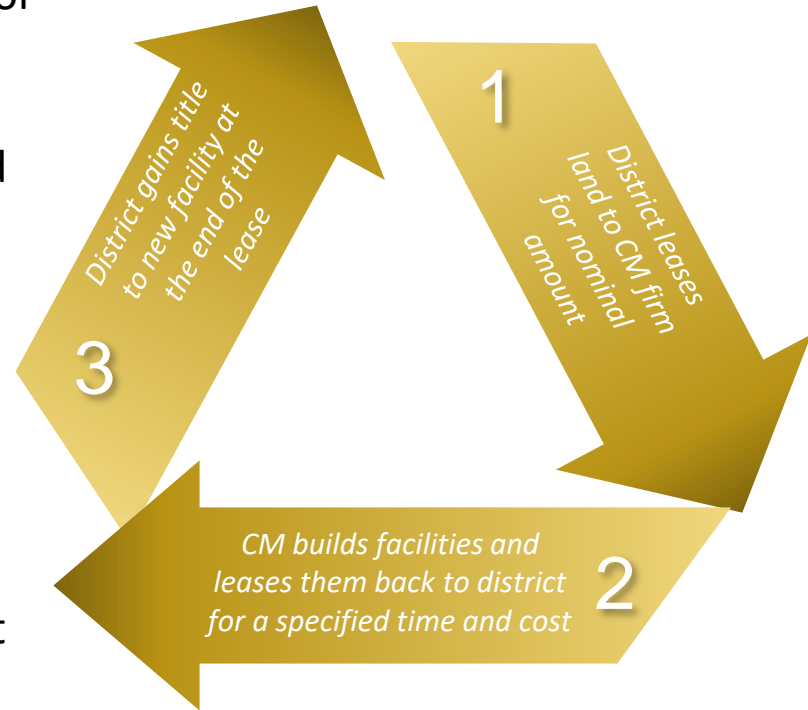 or
d
t
1
District leases
land to CM firm
for nominal
amount
2
CM builds facilities and
leases them back to district
for a specified time and cost
3
District gains title
to new facility at
the end of the
lease